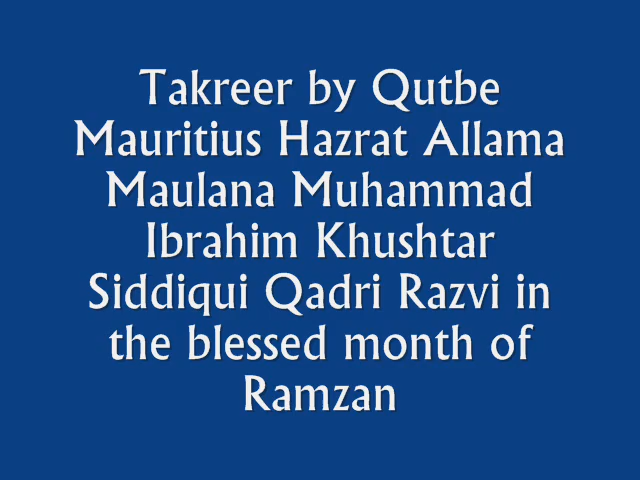 Takreer by Qutbe
Mauritius Hazrat Allama
Maulana Muhammad
Ibrahim Khushtar
Siddiqui Qadri Razvi in
the blessed month of
Ramzan